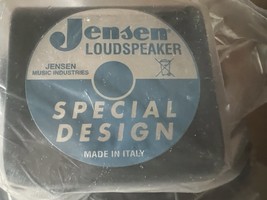 Jensen®
LOUDSPEAKER
JENSEN
MUSIC INDUSTRIES
SPECIAL
DESIGN
MADE IN ITALY